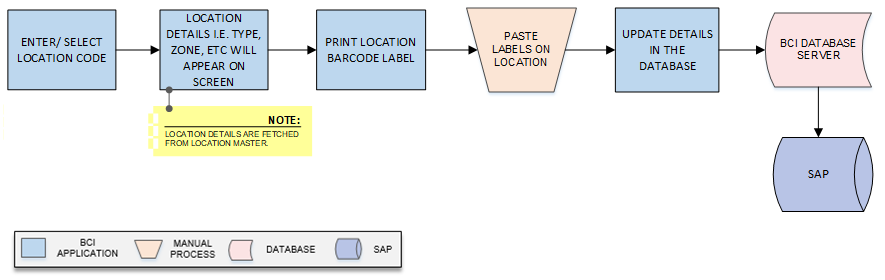 ENTER/ SELECT
LOCATION CODE
LOCATION
DETAILS I.E. TYPE,
ZONE, ETC WILL
APPEAR ON
SCREEN
PRINT LOCATION
BARCODE LABEL
PASTE
LABELS ON
LOCATION
UPDATE DETAILS
IN THE
DATABASE
BCI DATABASE
SERVER
NOTE:
LOCATION DETAILS ARE FETCHED
FROM LOCATION MASTER.
SAP
BCI
APPLICATION
MANUAL
PROCESS
DATABASE
SAP